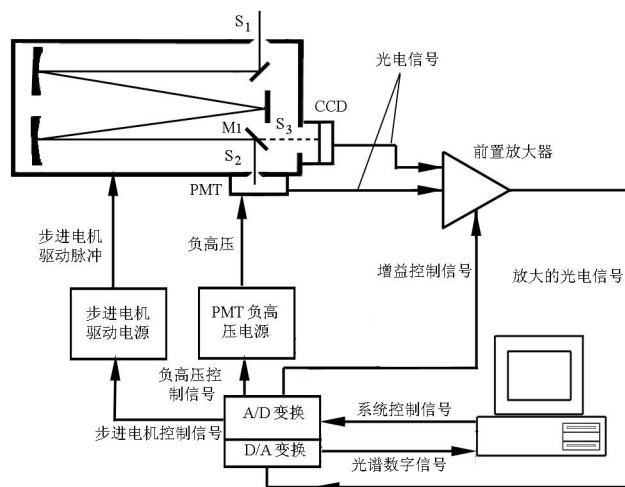 S1
光电信号
CCD
M1
S3
S2
前置放大器
PMT
步进电机
驱动脉冲
负高压
增益控制信号
放大的光电信号
步进电机
驱动电源
PMT 负高
压电源
负高压控
制信号
步进电机控制信号
A/D 变换
D/A 变换
系统控制信号
光谱数字信号